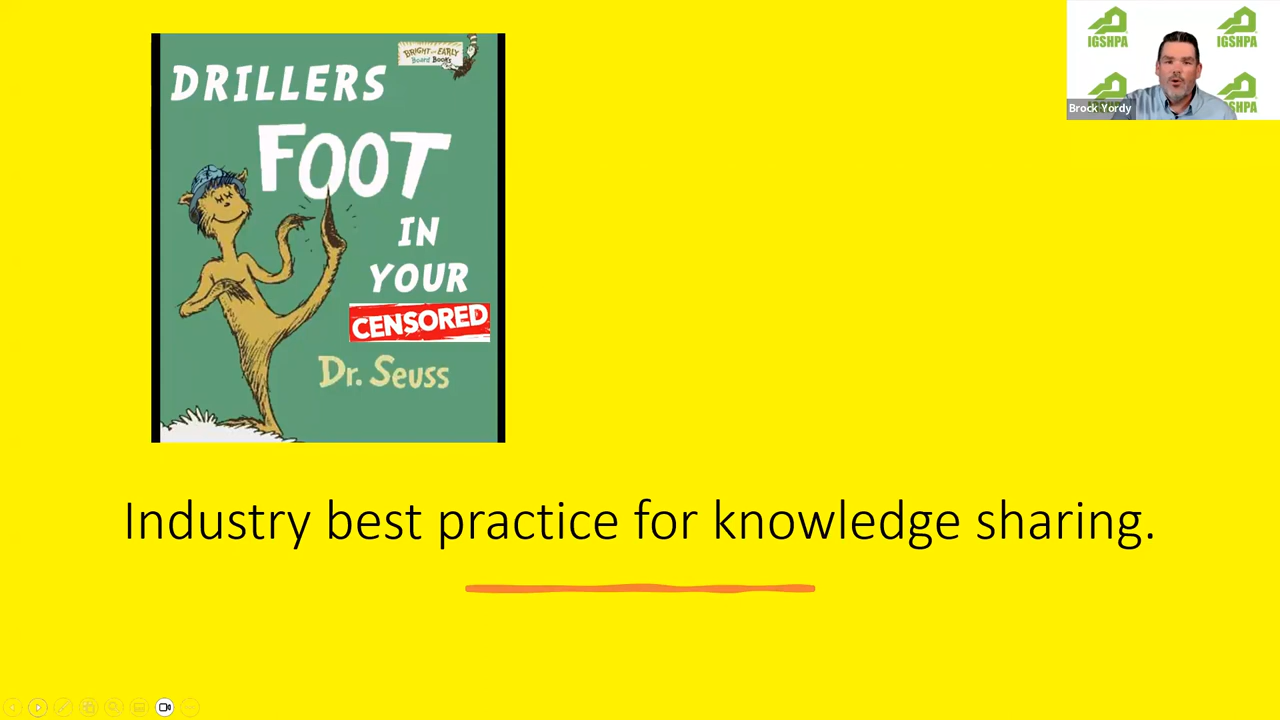 BRIGHT and EARLY
Board Books
DRILLERS
FOOT
IN
YOUR
CENSORED
Dr. Seuss
Industry best practice for knowledge sharing.
IGSHPA
IGSHPA
IGSHPA
IGSHPA
Brock Yordy